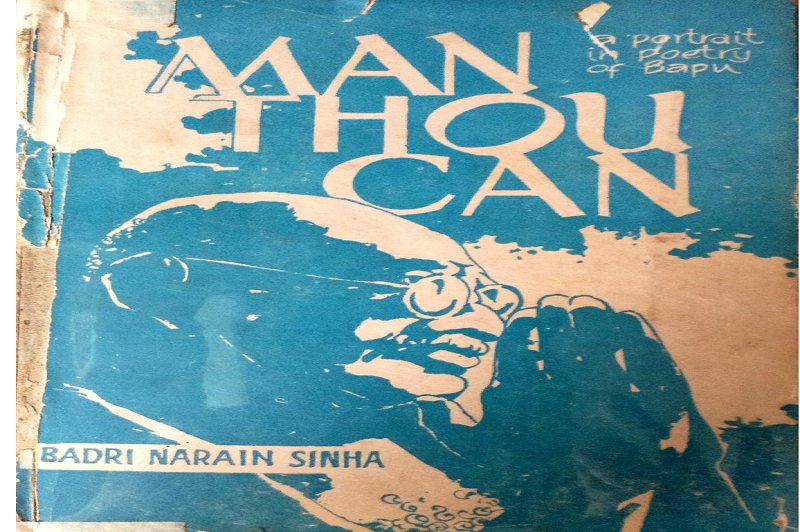 MAN
THOU
CAN
a portrait
in Poetry
of Bapu
BADRI NARAIN SINHA